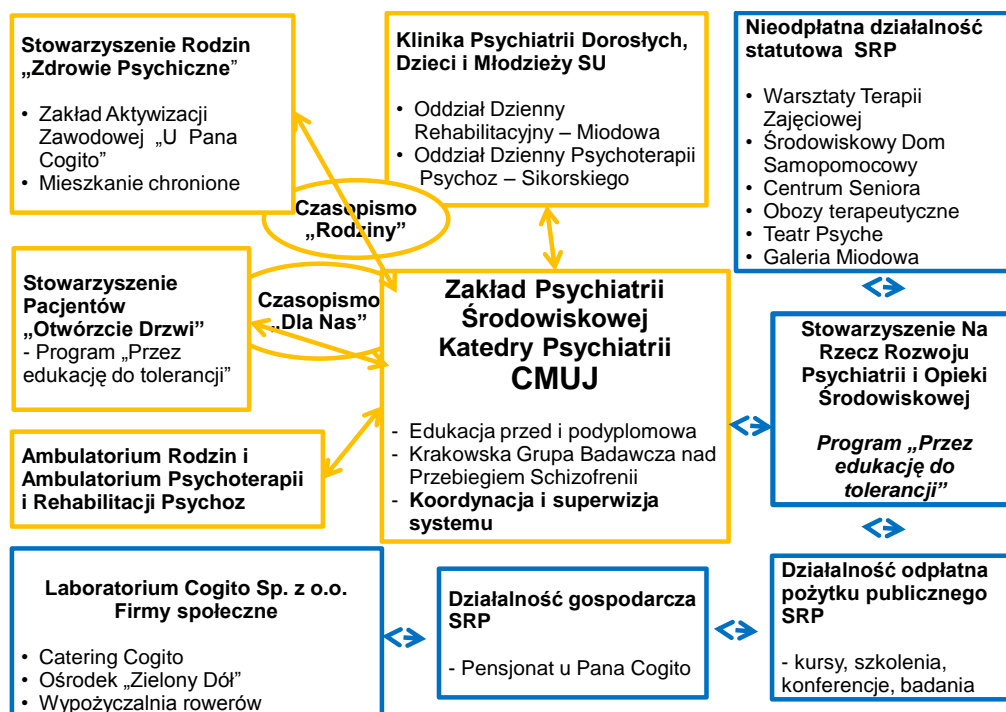 Stowarzyszenie Rodzin
„Zdrowie Psychiczne”
• Zakład Aktywizacji
Zawodowej „U Pana
Cogito”
• Mieszkanie chronione
Klinika Psychiatrii Dorosłych,
Dzieci i Młodzieży SU
• Oddział Dzienny
Rehabilitacyjny – Miodowa
• Oddział Dzienny Psychoterapii
Psychoz – Sikorskiego
Nieodpłatna działalność
statutowa SRP
• Warsztaty Terapii
Zajęciowej
• Środowiskowy Dom
Samopomocowy
• Centrum Seniora
• Obozy terapeutyczne
• Teatr Psyche
• Galeria Miodowa
Czasopismo
„Rodziny”
Stowarzyszenie
Pacjentów
„Otwórzcie Drzwi”
- Program „Przez
edukację do tolerancji”
Czasopismo
„Dla Nas”
Zakład Psychiatrii
Środowiskowej
Katedry Psychiatrii
CMUJ
- Edukacja przed i podyplomowa
- Krakowska Grupa Badawcza nad
Przebiegiem Schizofrenii
- Koordynacja i superwizja
systemu
Stowarzyszenie Na
Rzecz Rozwoju
Psychiatrii i Opieki
Środowiskowej
Program „Przez
edukację do
tolerancji”
Ambulatorium Rodzin i
Ambulatorium Psychoterapii
i Rehabilitacji Psychoz
Laboratorium Cogito Sp. z o.o.
Firmy społeczne
• Catering Cogito
• Ośrodek „Zielony Dół”
• Wypożyczalnia rowerów
Działalność gospodarcza
SRP
- Pensjonat u Pana Cogito
Działalność odpłatna
pożytku publicznego
SRP
- kursy, szkolenia,
konferencje, badania